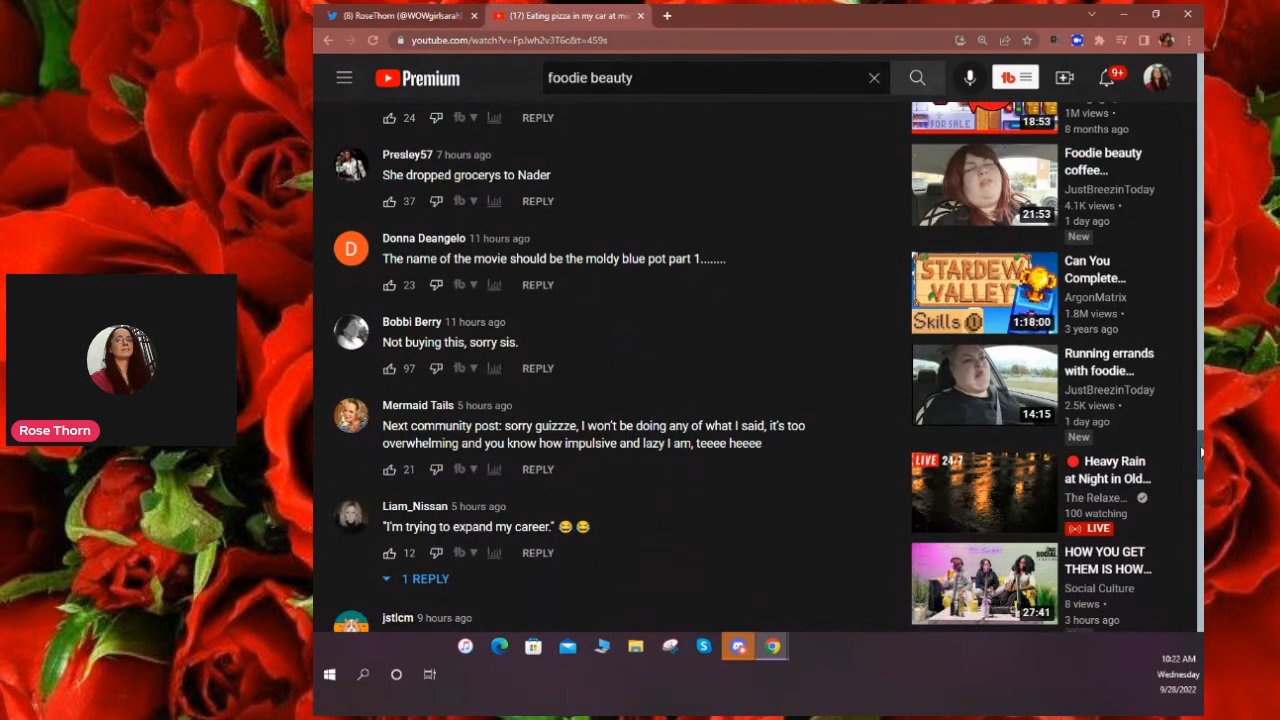 (8) RoseThorn (@WOWgirlsarah
(17) Eating pizza in my car at mi
youtube.com/watch?v=FpJwh2v3T6c&t=459s
Premium
foodie beauty
9+
24 REPLY
Presley57 7 hours ago
She dropped grocerys to Nader
37 REPLY
D
Donna Deangelo 11 hours ago
The name of the movie should be the moldy blue pot part 1........
23 REPLY
Bobbi Berry 11 hours ago
Not buying this, sorry sis.
97 REPLY
Mermaid Tails 5 hours ago
Next community post: sorry guizzze, I won't be doing any of what I said, it's too
overwhelming and you know how impulsive and lazy I am, teeee heeee
21 REPLY
Liam_Nissan 5 hours ago
"I'm trying to expand my career." 😂 😂
12 REPLY
1 REPLY
jsticm 9 hours ago
FOR SALE
18:53
1M views •
8 months ago
21:53
Foodie beauty
coffee...
JustBreezinToday
4.1K views •
1 day ago
New
STARDEW
VALLEY
Skills
1:18:00
Can You
Complete...
ArgonMatrix
1.8M views •
3 years ago
14:15
Running errands
with foodie...
JustBreezinToday
2.5K views •
1 day ago
New
LIVE 24/7
🔴 Heavy Rain
at Night in Old...
The Relaxe...
100 watching
LIVE
SOCIAL
27:41
HOW YOU GET
THEM IS HOW...
Social Culture
8 views •
3 hours ago
Rose Thorn
10:22 AM
Wednesday
9/28/2022